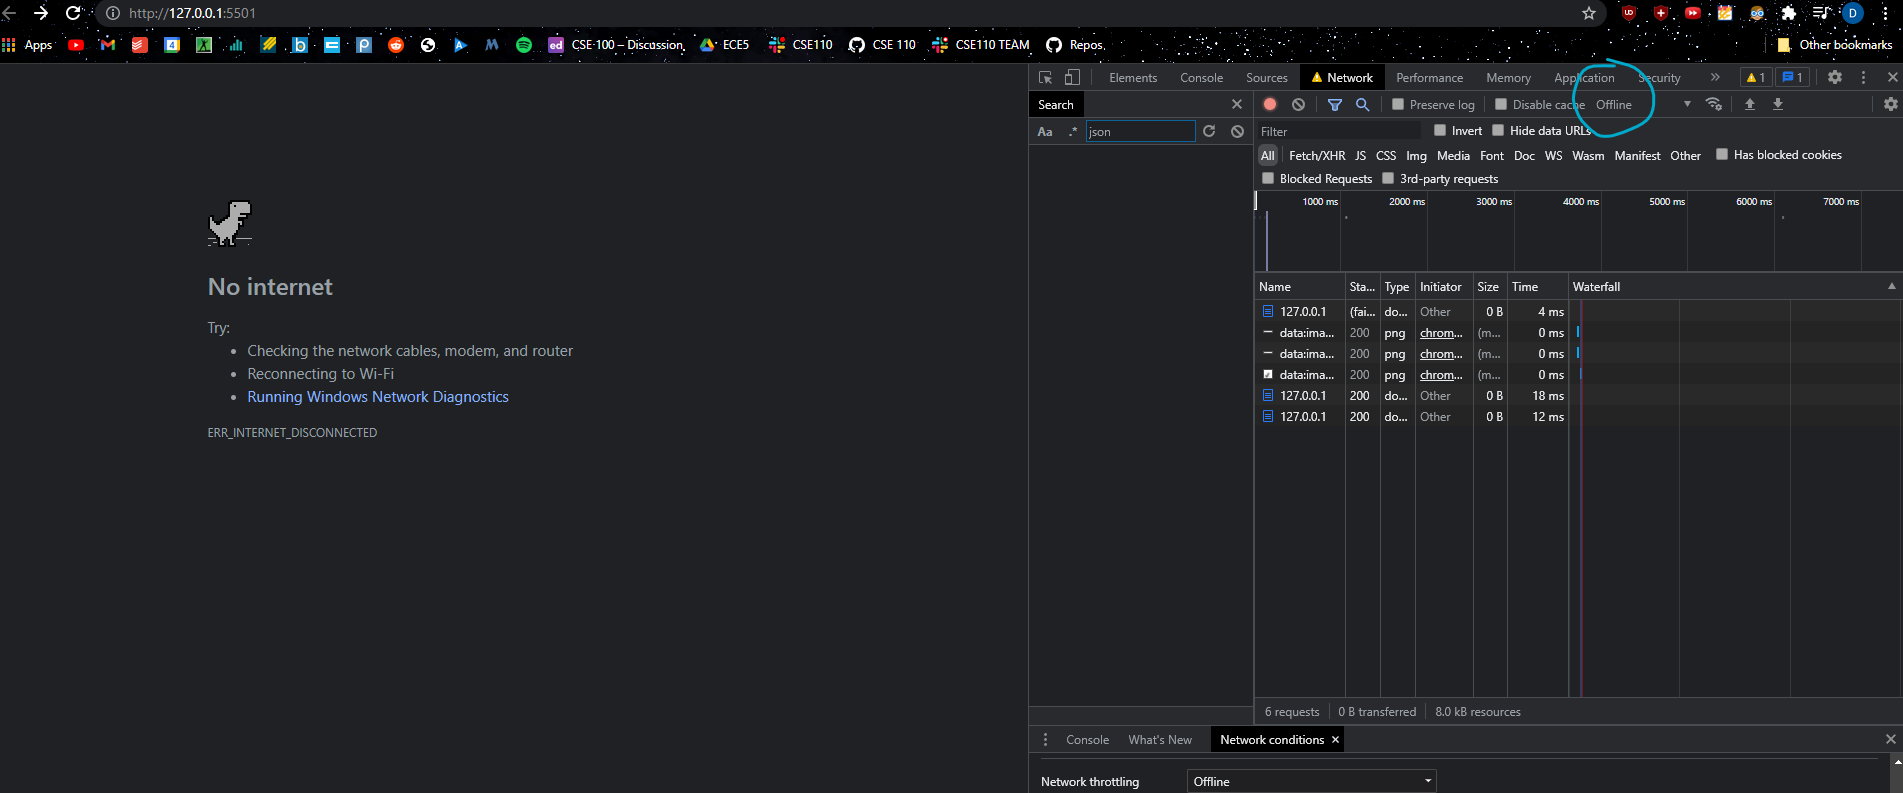 http://127.0.0.1:5501
D
Apps
CSE 100 – Discussion,
ECE5
CSE110
CSE 110
CSE110 TEAM
Repos,
Other bookmarks
Elements
Console
Sources
Network
Performance
Memory
Application
Security
1
1
Search
Preserve log
Disable cache
Offline
Aa
.*
json
Filter
Invert
Hide data URLs
All
Fetch/XHR
JS
CSS
Img
Media
Font
Doc
WS
Wasm
Manifest
Other
Has blocked cookies
Blocked Requests
3rd-party requests
1000 ms
2000 ms
3000 ms
4000 ms
5000 ms
6000 ms
7000 ms
Name
Sta...
Type
Initiator
Size
Time
Waterfall
127.0.0.1 (fai... do... Other 0 B 4 ms
data:ima... 200 png chrom... (m... 0 ms
data:ima... 200 png chrom... (m... 0 ms
data:ima... 200 png chrom... (m... 0 ms
127.0.0.1 200 do... Other 0 B 18 ms
127.0.0.1 200 do... Other 0 B 12 ms
6 requests
0 B transferred
8.0 kB resources
Console
What's New
Network conditions
Network throttling
Offline
No internet
Try:
Checking the network cables, modem, and router
Reconnecting to Wi-Fi
Running Windows Network Diagnostics
ERR_INTERNET_DISCONNECTED